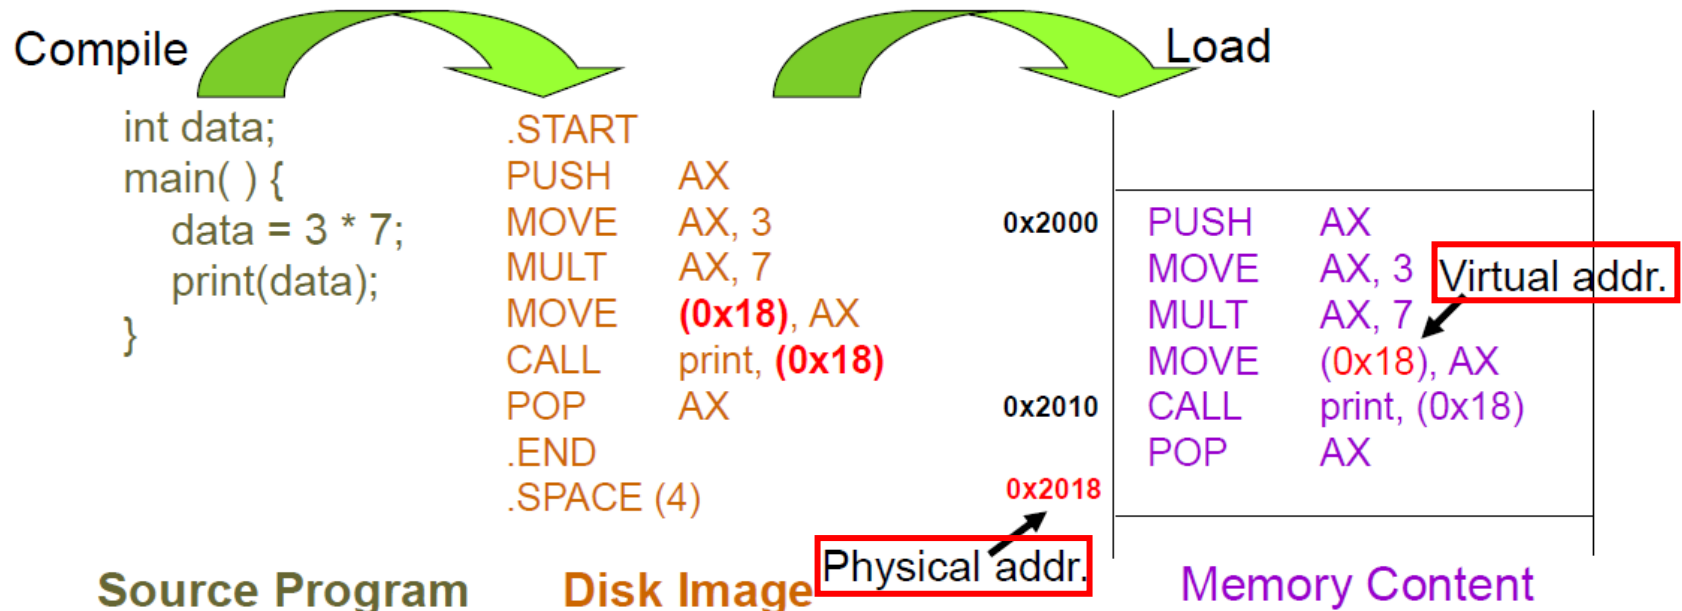 Compile
Load
int data;
main( ) {
data = 3 * 7;
print(data);
}
Source Program
.START
PUSH AX
MOVE AX, 3
MULT AX, 7
MOVE (0x18), AX
CALL print, (0x18)
POP AX
.END
.SPACE (4)
Disk Image
0x2000
0x2010
0x2018
Physical addr.
PUSH AX
MOVE AX, 3
Virtual addr.
MULT AX, 7
MOVE (0x18), AX
CALL print, (0x18)
POP AX
Memory Content